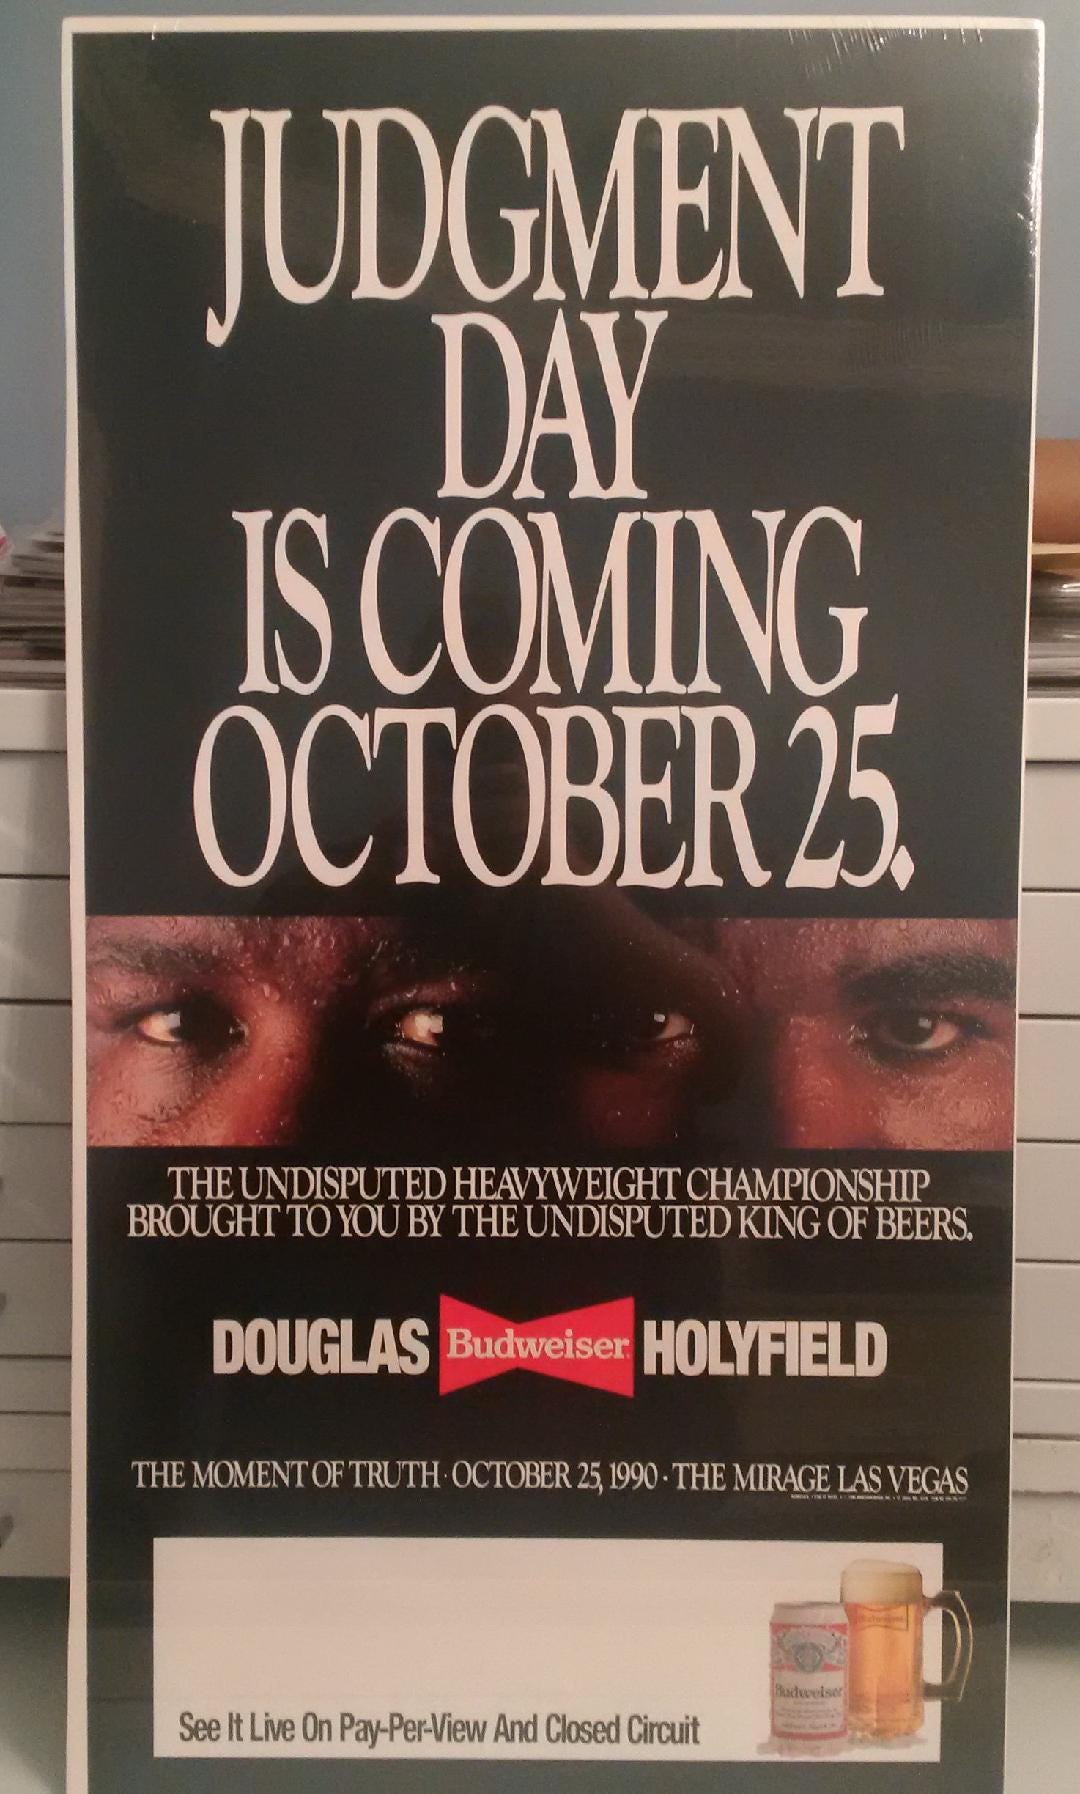 JUDGMENT
DAY
IS COMING
OCTOBER 25.
THE UNDISPUTED HEAVYWEIGHT CHAMPIONSHIP
BROUGHT TO YOU BY THE UNDISPUTED KING OF BEERS.
DOUGLAS Budweiser HOLYFIELD
THE MOMENT OF TRUTH · OCTOBER 25, 1990 · THE MIRAGE LAS VEGAS
Budweiser
See It Live On Pay-Per-View And Closed Circuit